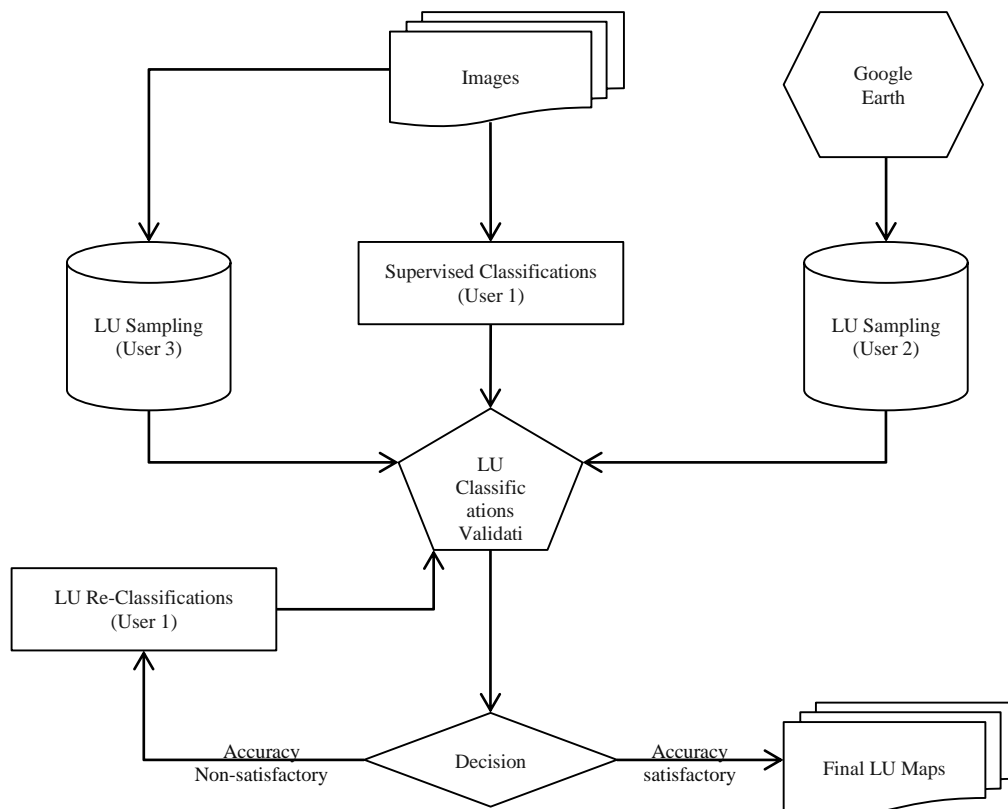 Images
Google
Earth
LU Sampling
(User 3)
Supervised Classifications
(User 1)
LU Sampling
(User 2)
LU
Classific
ations
Validati
LU Re-Classifications
(User 1)
Accuracy
Non-satisfactory
Decision
Accuracy
satisfactory
Final LU Maps